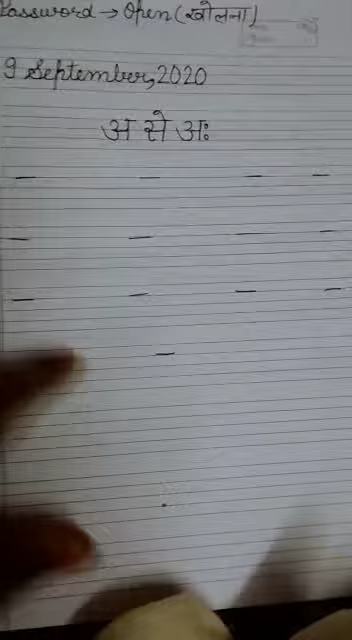 Password → Open (खोलना)
9 September, 2020
अ से अः
— — — —
— — — —
— — — —
—